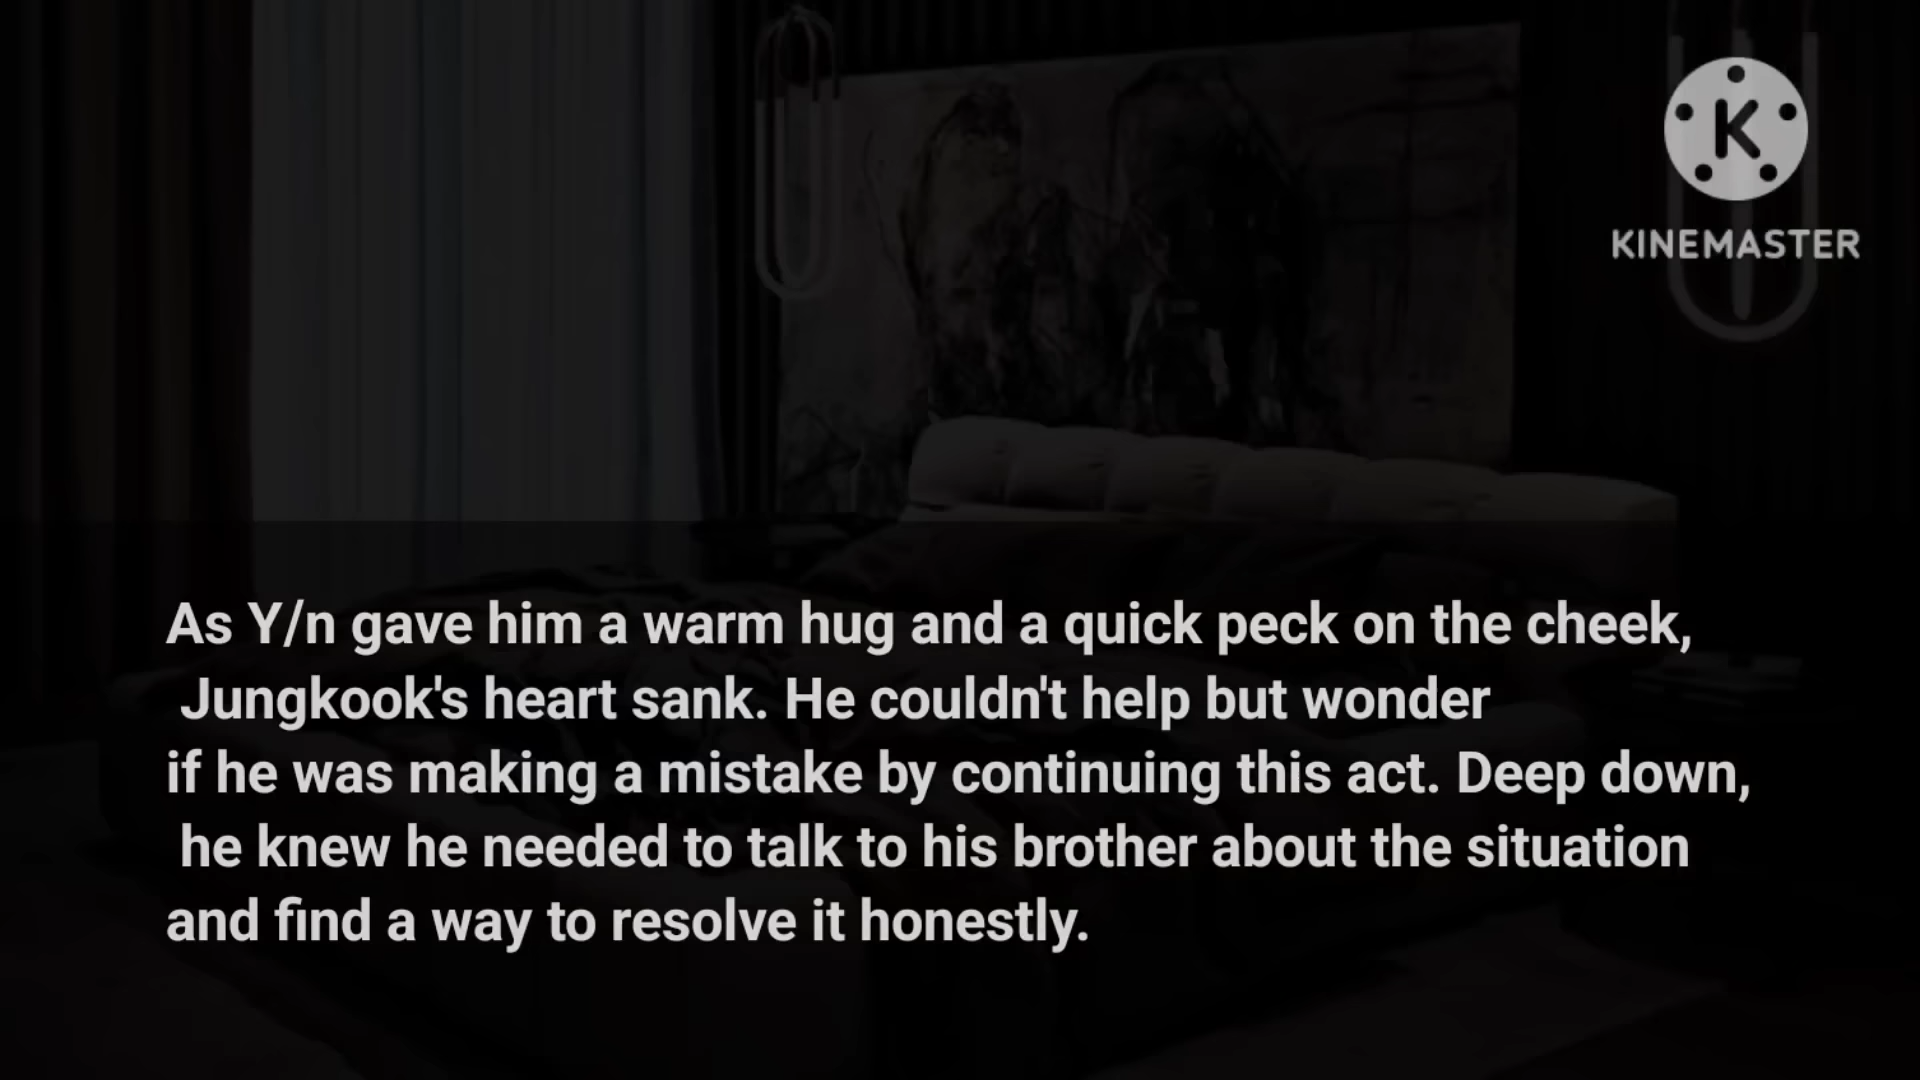 K
KINEMASTER
As Y/n gave him a warm hug and a quick peck on the cheek,
Jungkook's heart sank. He couldn't help but wonder
if he was making a mistake by continuing this act. Deep down,
he knew he needed to talk to his brother about the situation
and find a way to resolve it honestly.